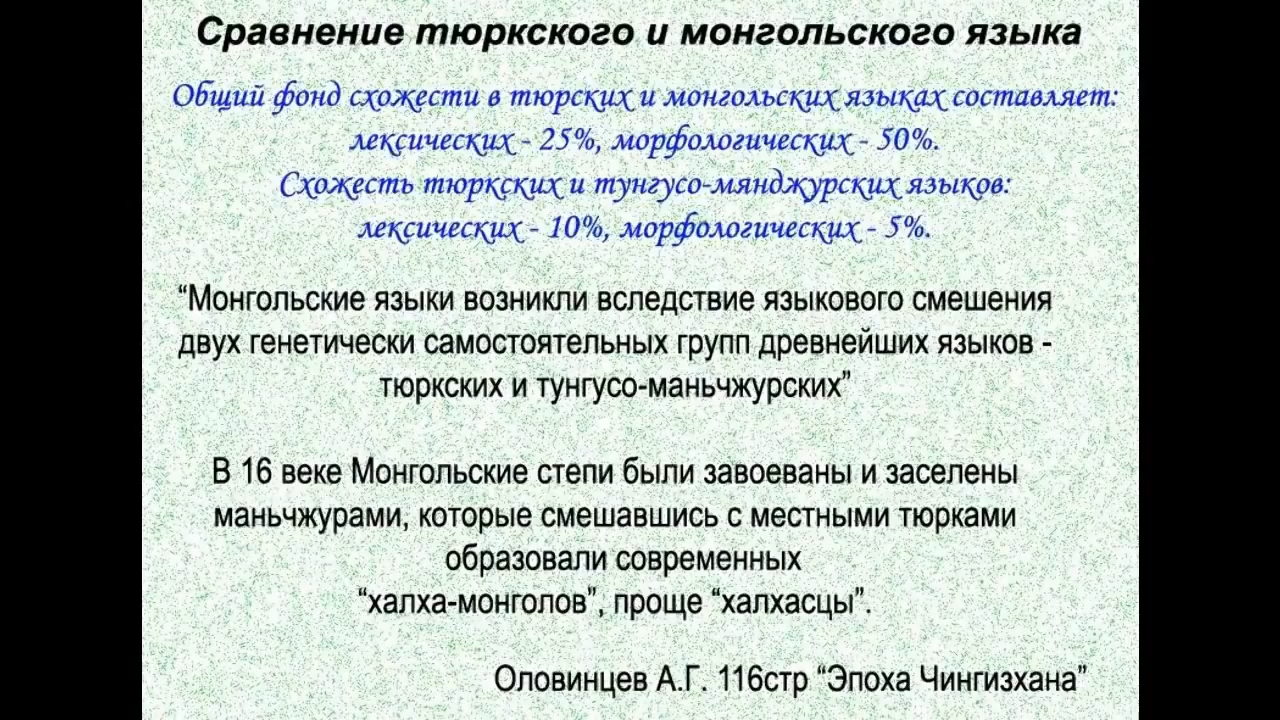 Сравнение тюркского и монгольского языка
Общий фонд схожести в тюрских и монгольских языках составляет:
лексических - 25%, морфологических - 50%.
Схожесть тюркских и тунгусо-мянджурских языков:
лексических - 10%, морфологических - 5%.
“Монгольские языки возникли вследствие языкового смешения
двух генетически самостоятельных групп древнейших языков -
тюркских и тунгусо-маньчжурских”
В 16 веке Монгольские степи были завоеваны и заселены
маньчжурами, которые смешавшись с местными тюрками
образовали современных
“халха-монголов”, проще “халхасцы”.
Оловинцев А.Г. 116стр “Эпоха Чингизхана”